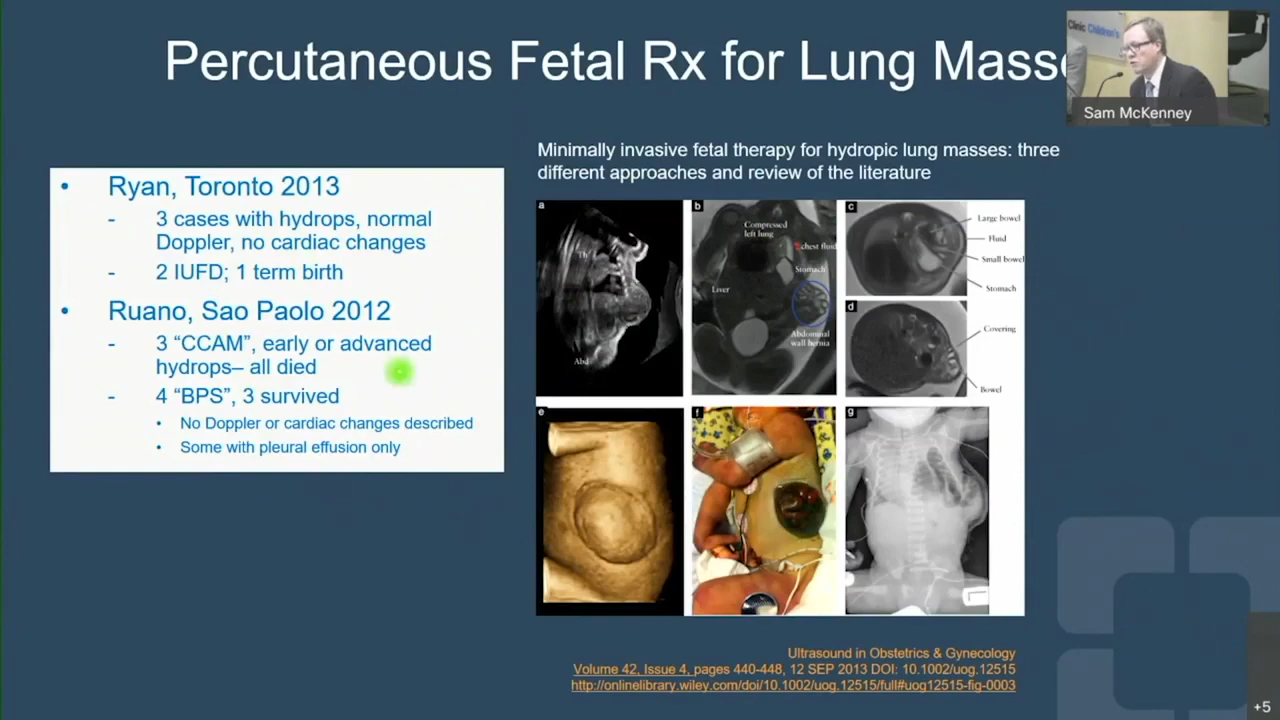 Percutaneous Fetal Rx for Lung Masse
Clinic Children's
Sam McKenney
• Ryan, Toronto 2013
- 3 cases with hydrops, normal
Doppler, no cardiac changes
- 2 IUFD; 1 term birth
• Ruano, Sao Paolo 2012
- 3 “CCAM”, early or advanced
hydrops– all died
- 4 “BPS”, 3 survived
• No Doppler or cardiac changes described
• Some with pleural effusion only
Minimally invasive fetal therapy for hydropic lung masses: three
different approaches and review of the literature
a
Th
Abd
b
Compressed
left lung
chest fluid
Stomach
Liver
Abdominal
wall hernia
c
Large bowel
Fluid
Small bowel
Stomach
d
Covering
Bowel
e
f
g
L
Ultrasound in Obstetrics & Gynecology
Volume 42, Issue 4, pages 440-448, 12 SEP 2013 DOI: 10.1002/uog.12515
http://onlinelibrary.wiley.com/doi/10.1002/uog.12515/full#uog12515-fig-0003
+5